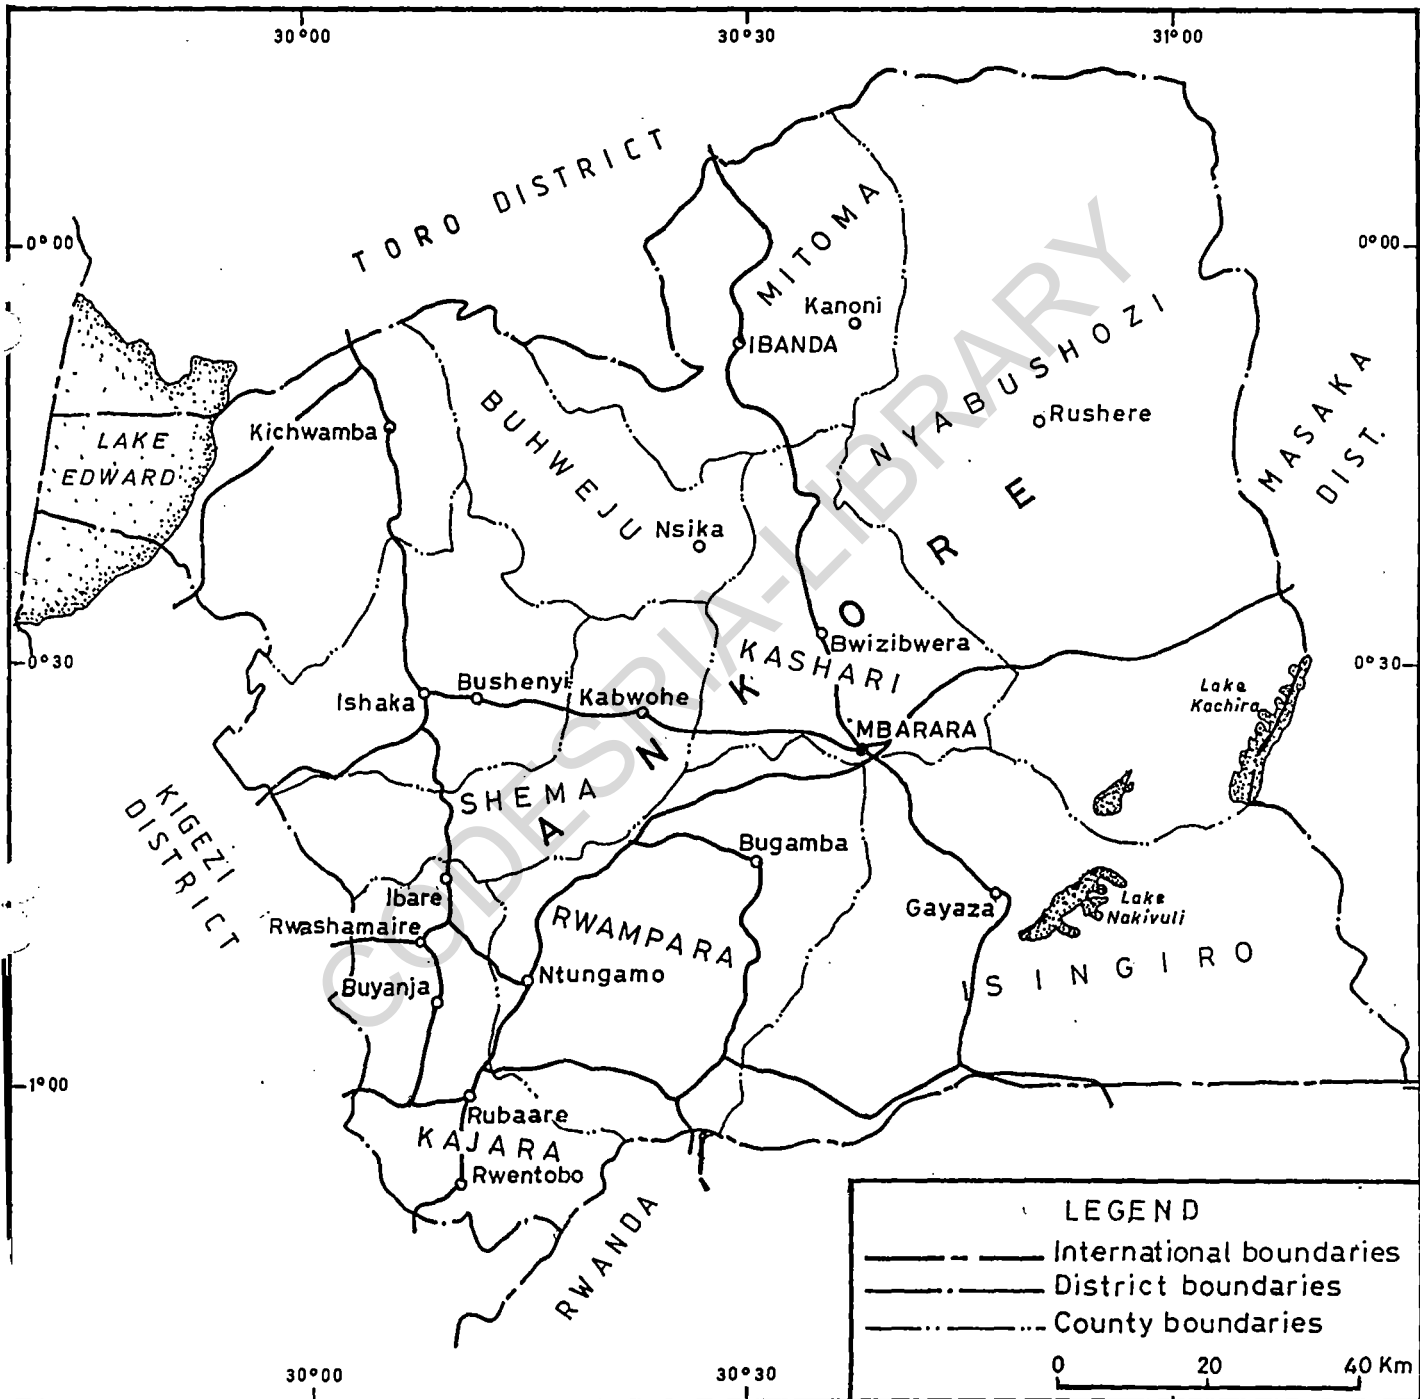 30°00
30°30
31°00
TORO DISTRICT
0°00
0°00
MITOMA
Kanoni
IBANDA
NYABUSHOZI
Rushere
MASAKA
DIST.
LAKE
EDWARD
Kichwamba
BUHWEJU
Nsika
ANKORE
Bwizibwera
KASHARI
0°30
0°30
Ishaka
Bushenyi
Kabwohe
MBARARA
Lake
Kachira
SHEMA
KIGEZI
DISTRICT
Bugamba
Ibare
Rwashamaire
Gayaza
Lake
Nakivuli
RWAMPARA
ISINGIRO
Ntungamo
Buyanja
1°00
Rubaare
KAJARA
Rwentobo
RWANDA
LEGEND
International boundaries
District boundaries
County boundaries
0 20 40 Km
30°00
30°30
CODESRIA-LIBRARY